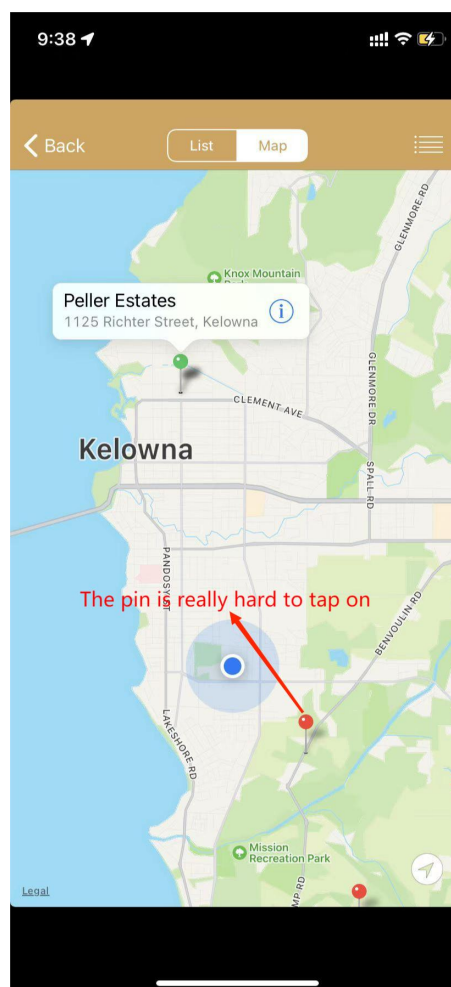 9:38
Back
List
Map
GLENMORE RD
Knox Mountain
Peller Estates
1125 Richter Street, Kelowna
GLENMORE DR
CLEMENT AVE
Kelowna
SPALL RD
PANDOSY ST
The pin is really hard to tap on
BENVOULIN RD
LAKESHORE RD
Mission
Recreation Park
MP RD
Legal